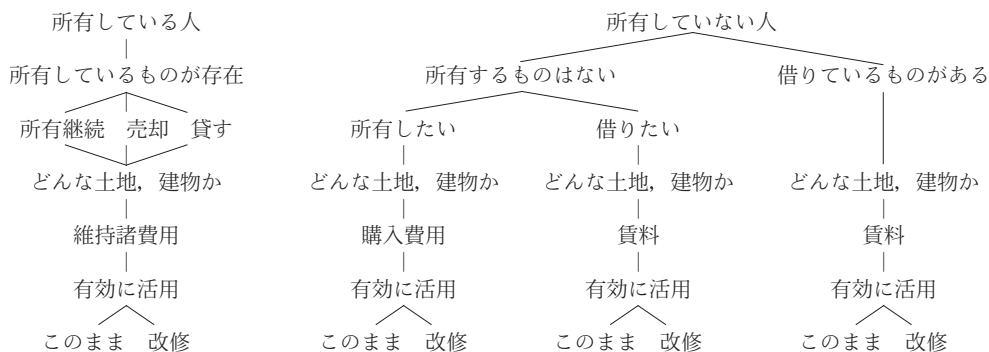 所有している人　所有していない人
所有しているものが存在　所有するものはない　借りているものがある
所有継続　売却　貸す　所有したい　借りたい
どんな土地，建物か　どんな土地，建物か　どんな土地，建物か　どんな土地，建物か
維持諸費用　購入費用　賃料　賃料
有効に活用　有効に活用　有効に活用　有効に活用
このまま　改修　このまま　改修　このまま　改修　このまま　改修